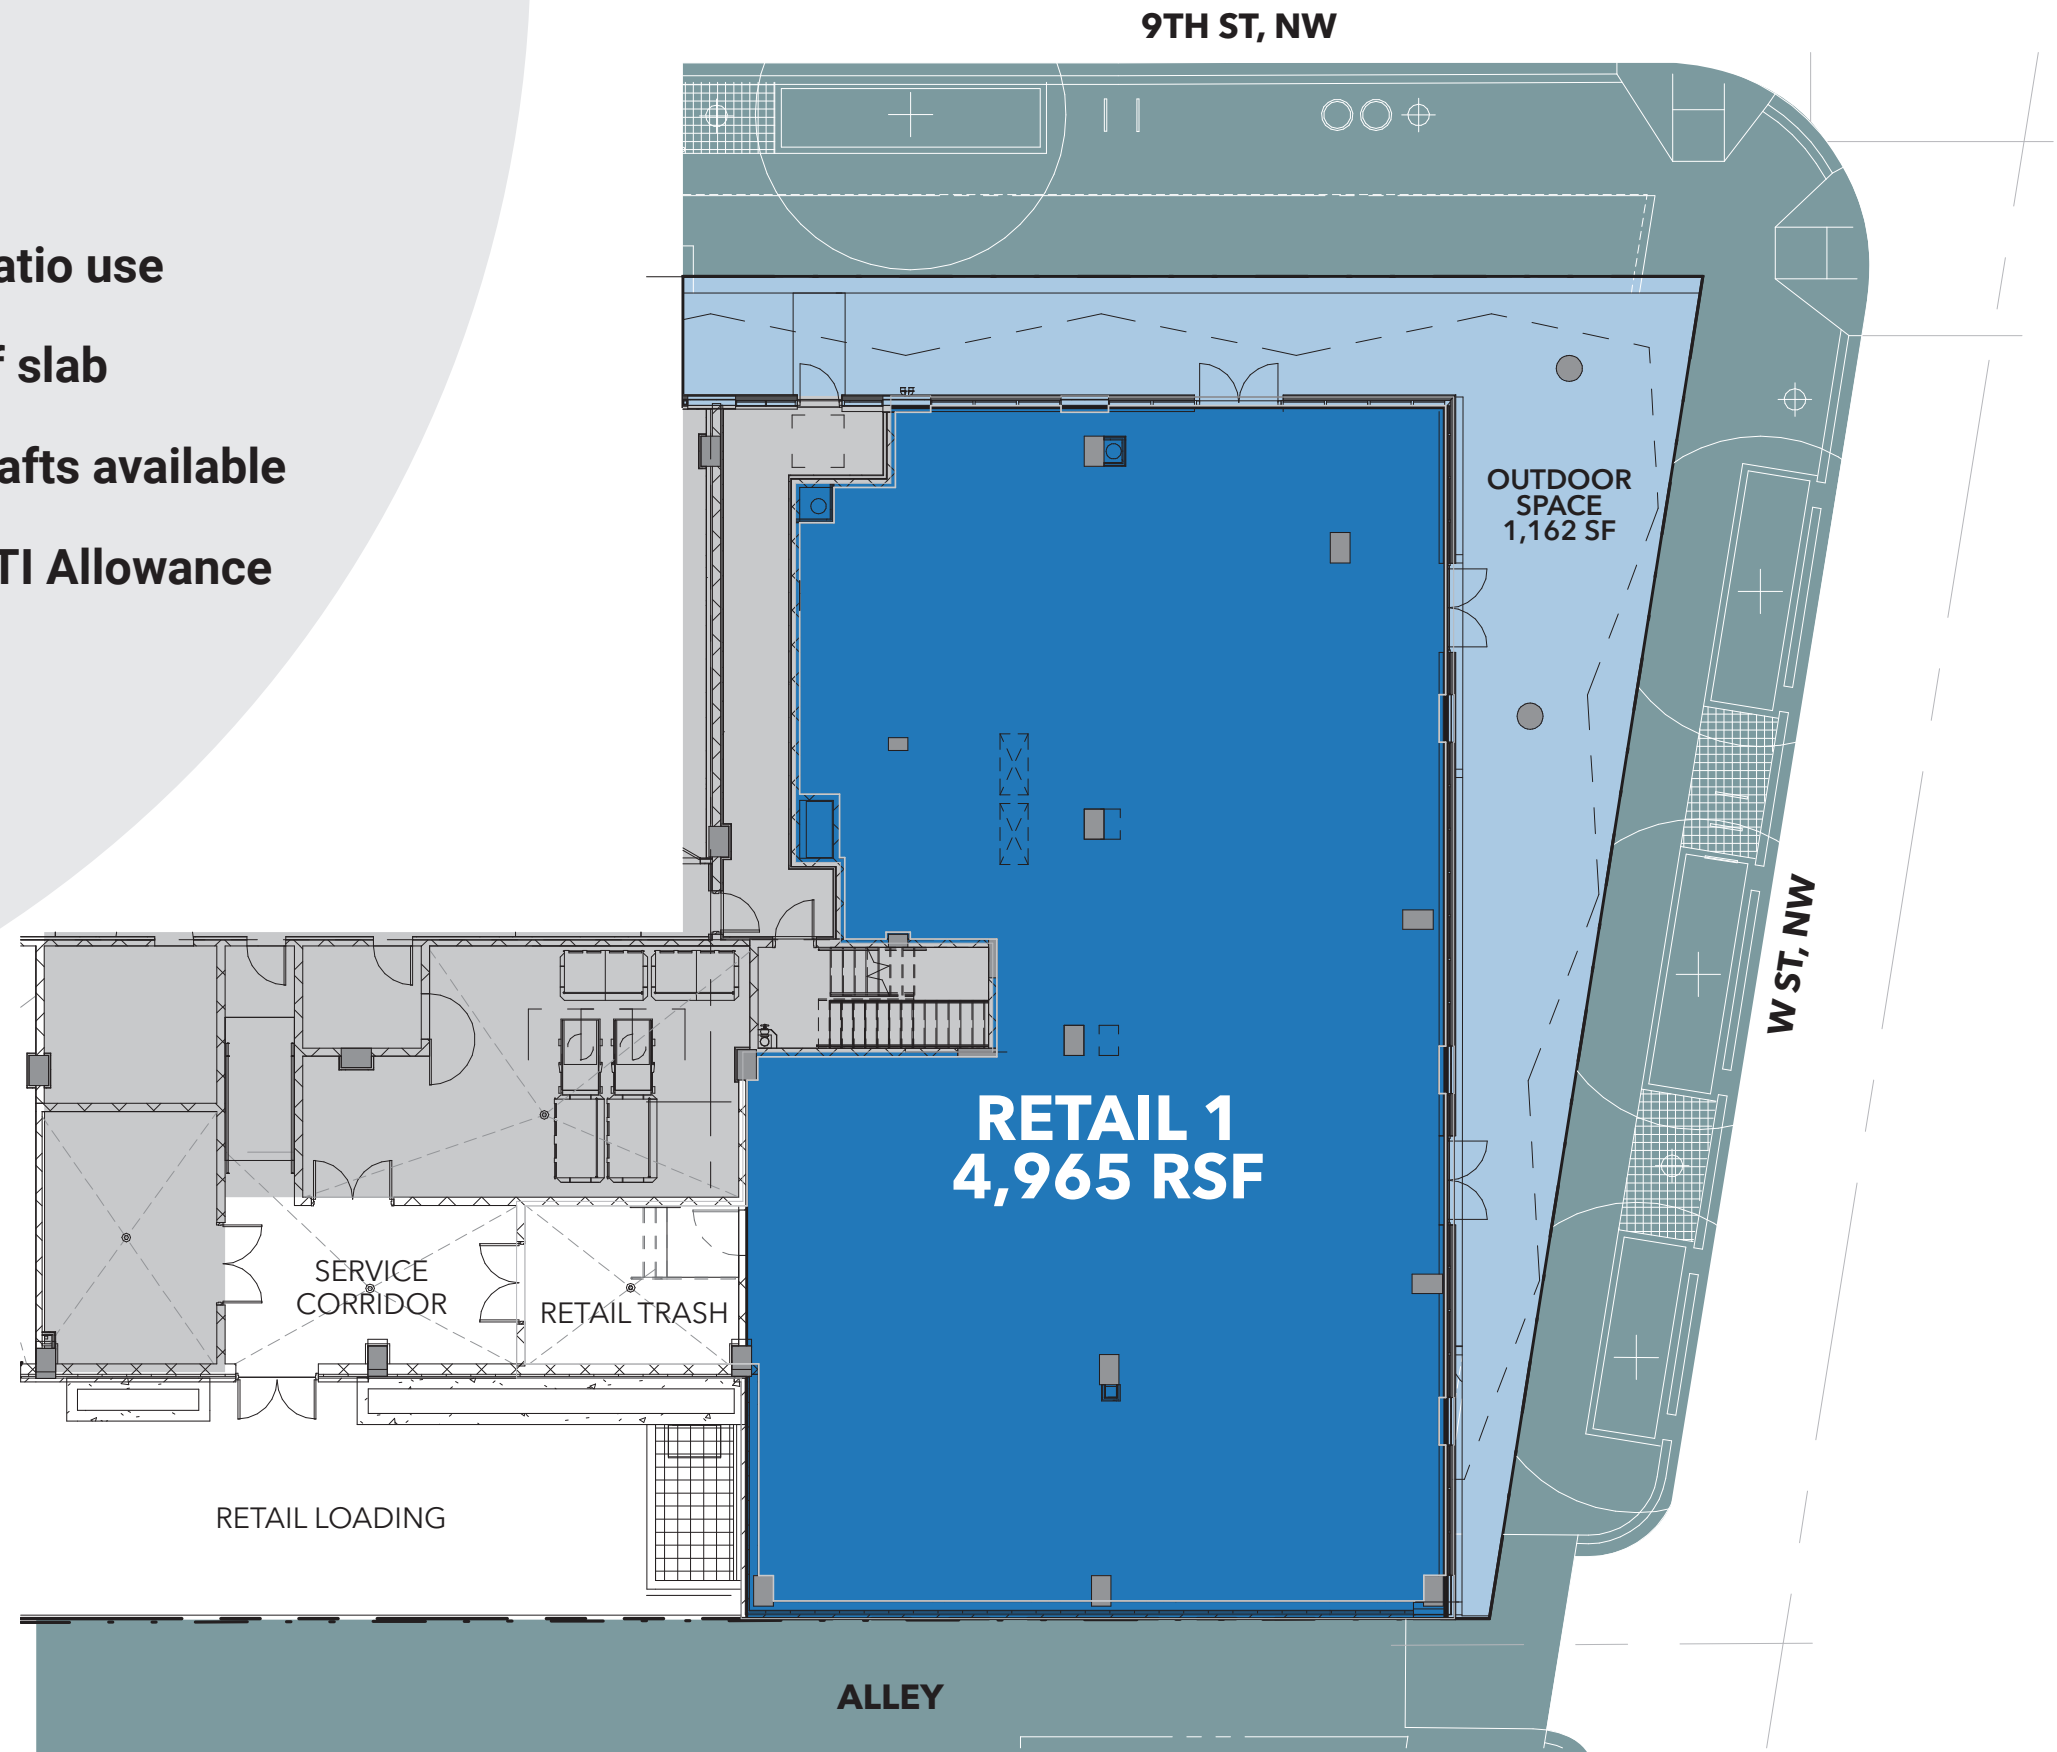 9TH ST, NW
atio use
slab
afts available
TI Allowance
OUTDOOR
SPACE
1,162 SF
W ST, NW
RETAIL 1
4,965 RSF
SERVICE
CORRIDOR
RETAIL TRASH
RETAIL LOADING
ALLEY